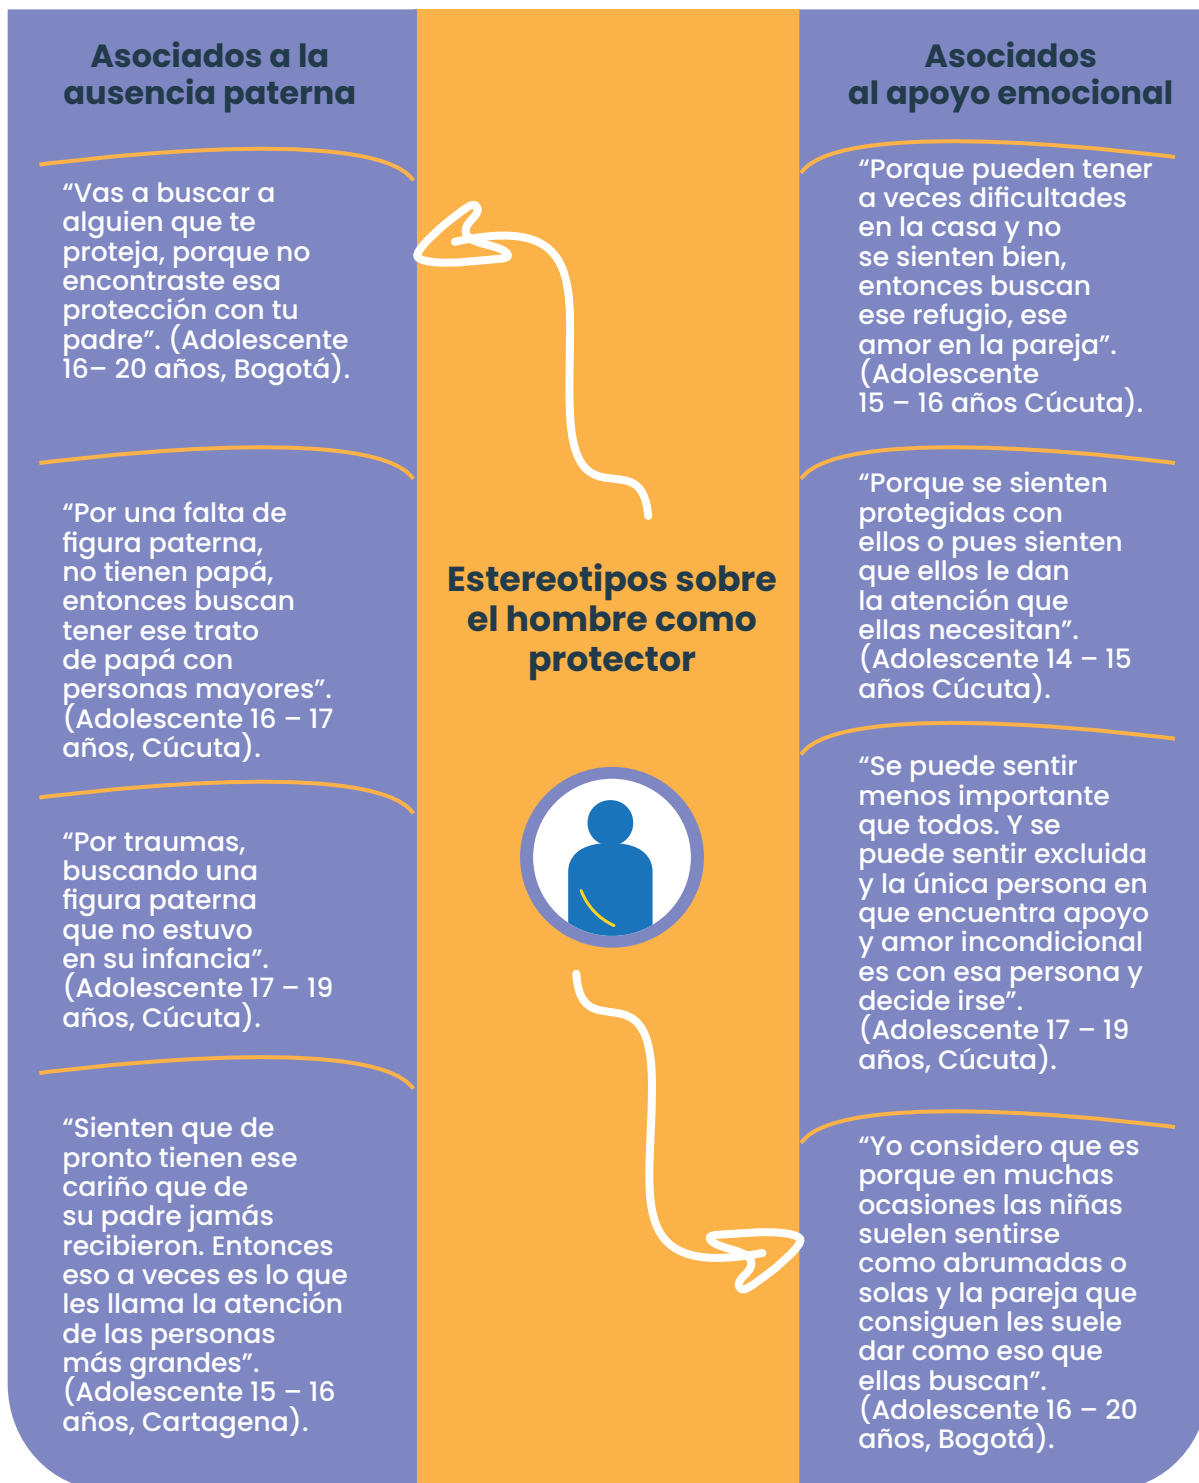 Asociados a la
ausencia paterna
“Vas a buscar a
alguien que te
proteja, porque no
encontraste esa
protección con tu
padre”. (Adolescente
16– 20 años, Bogotá).
“Por una falta de
figura paterna,
no tienen papá,
entonces buscan
tener ese trato
de papá con
personas mayores”.
(Adolescente 16 – 17
años, Cúcuta).
“Por traumas,
buscando una
figura paterna
que no estuvo
en su infancia”.
(Adolescente 17 – 19
años, Cúcuta).
“Sienten que de
pronto tienen ese
cariño que de
su padre jamás
recibieron. Entonces
eso a veces es lo que
les llama la atención
de las personas
más grandes”.
(Adolescente 15 – 16
años, Cartagena).
Estereotipos sobre
el hombre como
protector
Asociados
al apoyo emocional
“Porque pueden tener
a veces dificultades
en la casa y no
se sienten bien,
entonces buscan
ese refugio, ese
amor en la pareja”.
(Adolescente
15 – 16 años Cúcuta).
“Porque se sienten
protegidas con
ellos o pues sienten
que ellos le dan
la atención que
ellas necesitan”.
(Adolescente 14 – 15
años Cúcuta).
“Se puede sentir
menos importante
que todos. Y se
puede sentir excluida
y la única persona en
que encuentra apoyo
y amor incondicional
es con esa persona y
decide irse”.
(Adolescente 17 – 19
años, Cúcuta).
“Yo considero que es
porque en muchas
ocasiones las niñas
suelen sentirse
como abrumadas o
solas y la pareja que
consiguen les suele
dar como eso que
ellas buscan”.
(Adolescente 16 – 20
años, Bogotá).